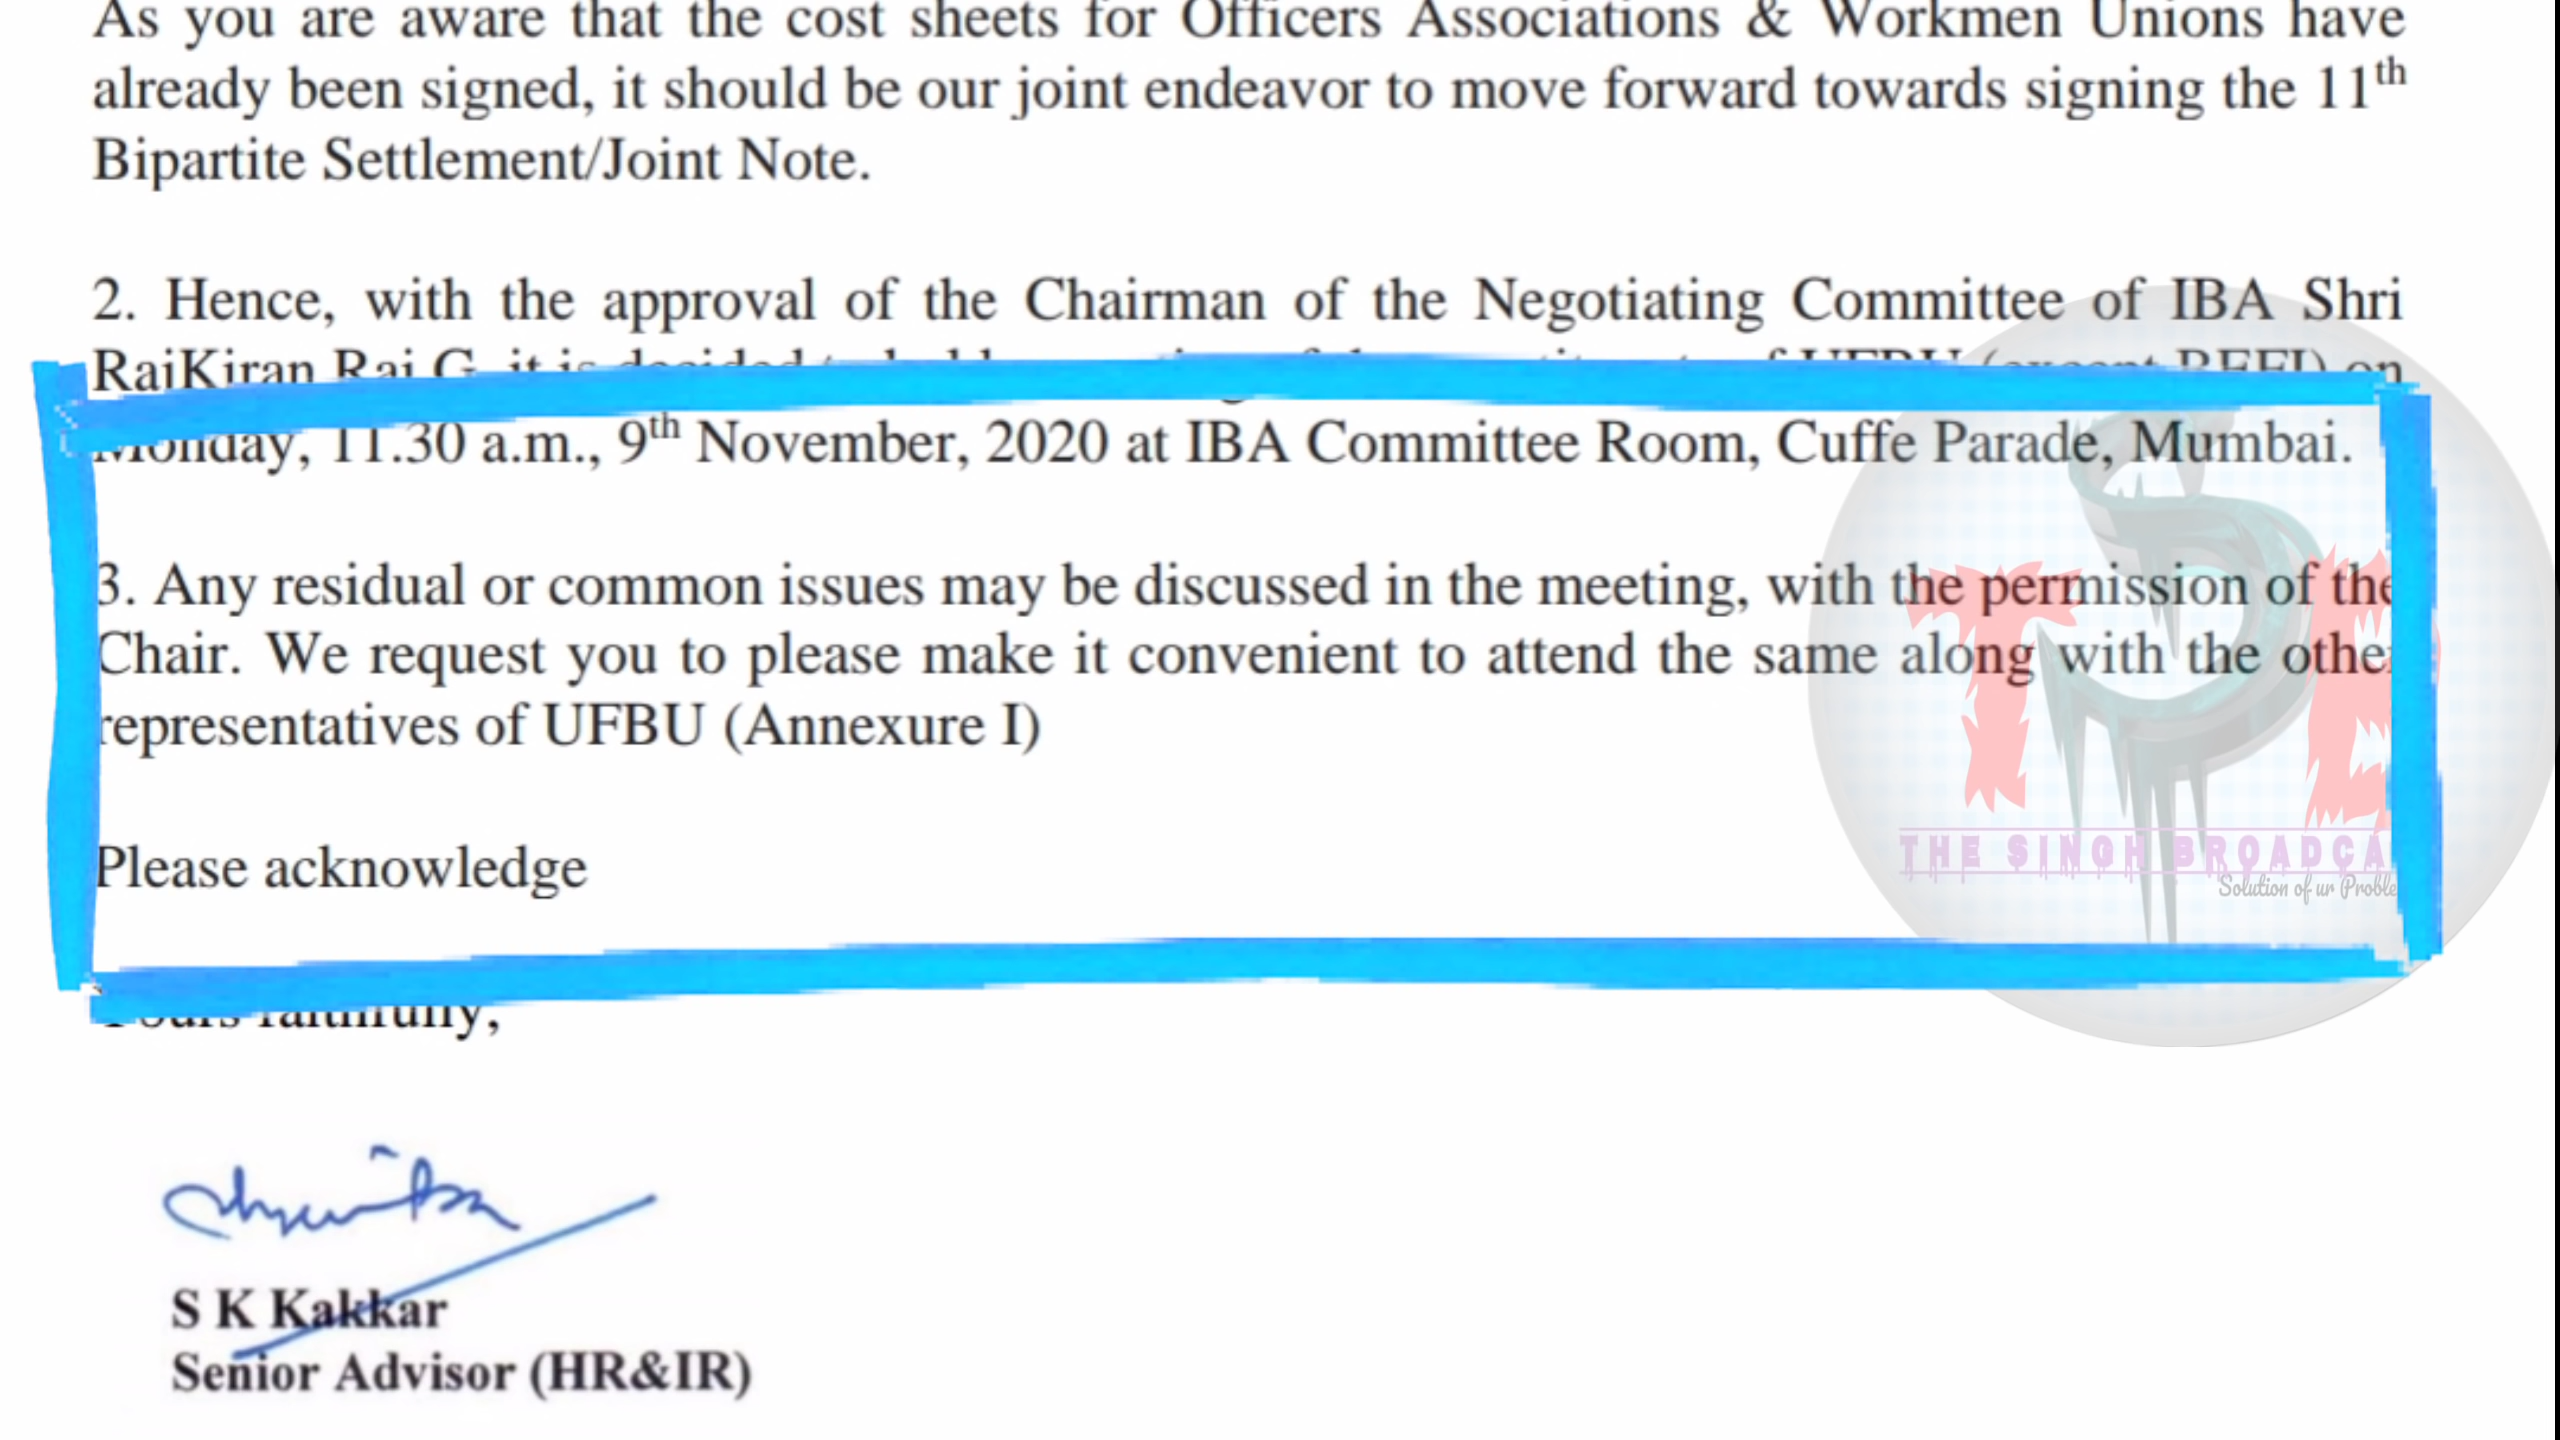 As you are aware that the cost sheets for Officers Associations & Workmen Unions have
already been signed, it should be our joint endeavor to move forward towards signing the 11th
Bipartite Settlement/Joint Note.
2. Hence, with the approval of the Chairman of the Negotiating Committee of IBA Shri
RajKiran Rai G, it is decided of UFBU (except BEFI) on
Monday, 11.30 a.m., 9th November, 2020 at IBA Committee Room, Cuffe Parade, Mumbai.
3. Any residual or common issues may be discussed in the meeting, with the permission of the
Chair. We request you to please make it convenient to attend the same along with the other
representatives of UFBU (Annexure I)
Please acknowledge
Yours faithfully,
S K Kakkar
Senior Advisor (HR&IR)
THE SINGH BROADCA
Solution of ur Proble